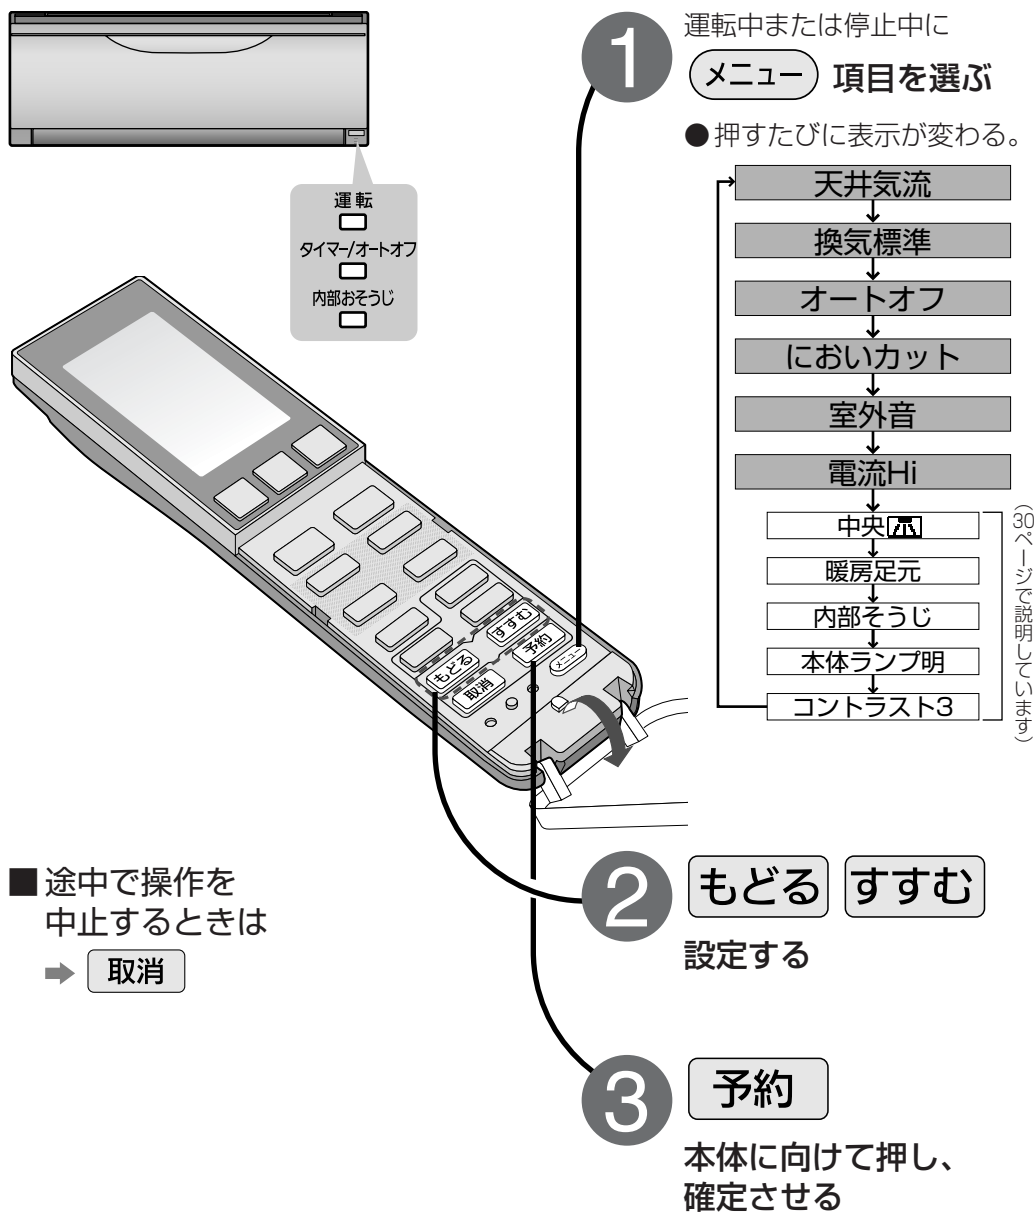 運転
タイマー/オートオフ
内部おそうじ
もどる
すすむ
取消
予約
メニュー
1
運転中または停止中に
メニュー 項目を選ぶ
●押すたびに表示が変わる。
天井気流
換気標準
オートオフ
においカット
室外音
電流Hi
中央
暖房足元
内部そうじ
本体ランプ明
コントラスト3
(30ページで説明しています)
2
もどる すすむ
設定する
■途中で操作を
中止するときは
➡ 取消
3
予約
本体に向けて押し、
確定させる